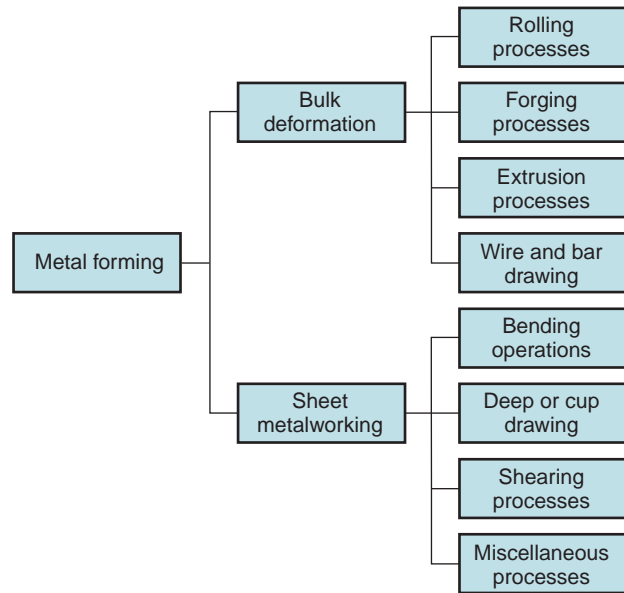 Rolling
processes
Bulk
deformation
Forging
processes
Extrusion
processes
Metal forming
Wire and bar
drawing
Bending
operations
Sheet
metalworking
Deep or cup
drawing
Shearing
processes
Miscellaneous
processes